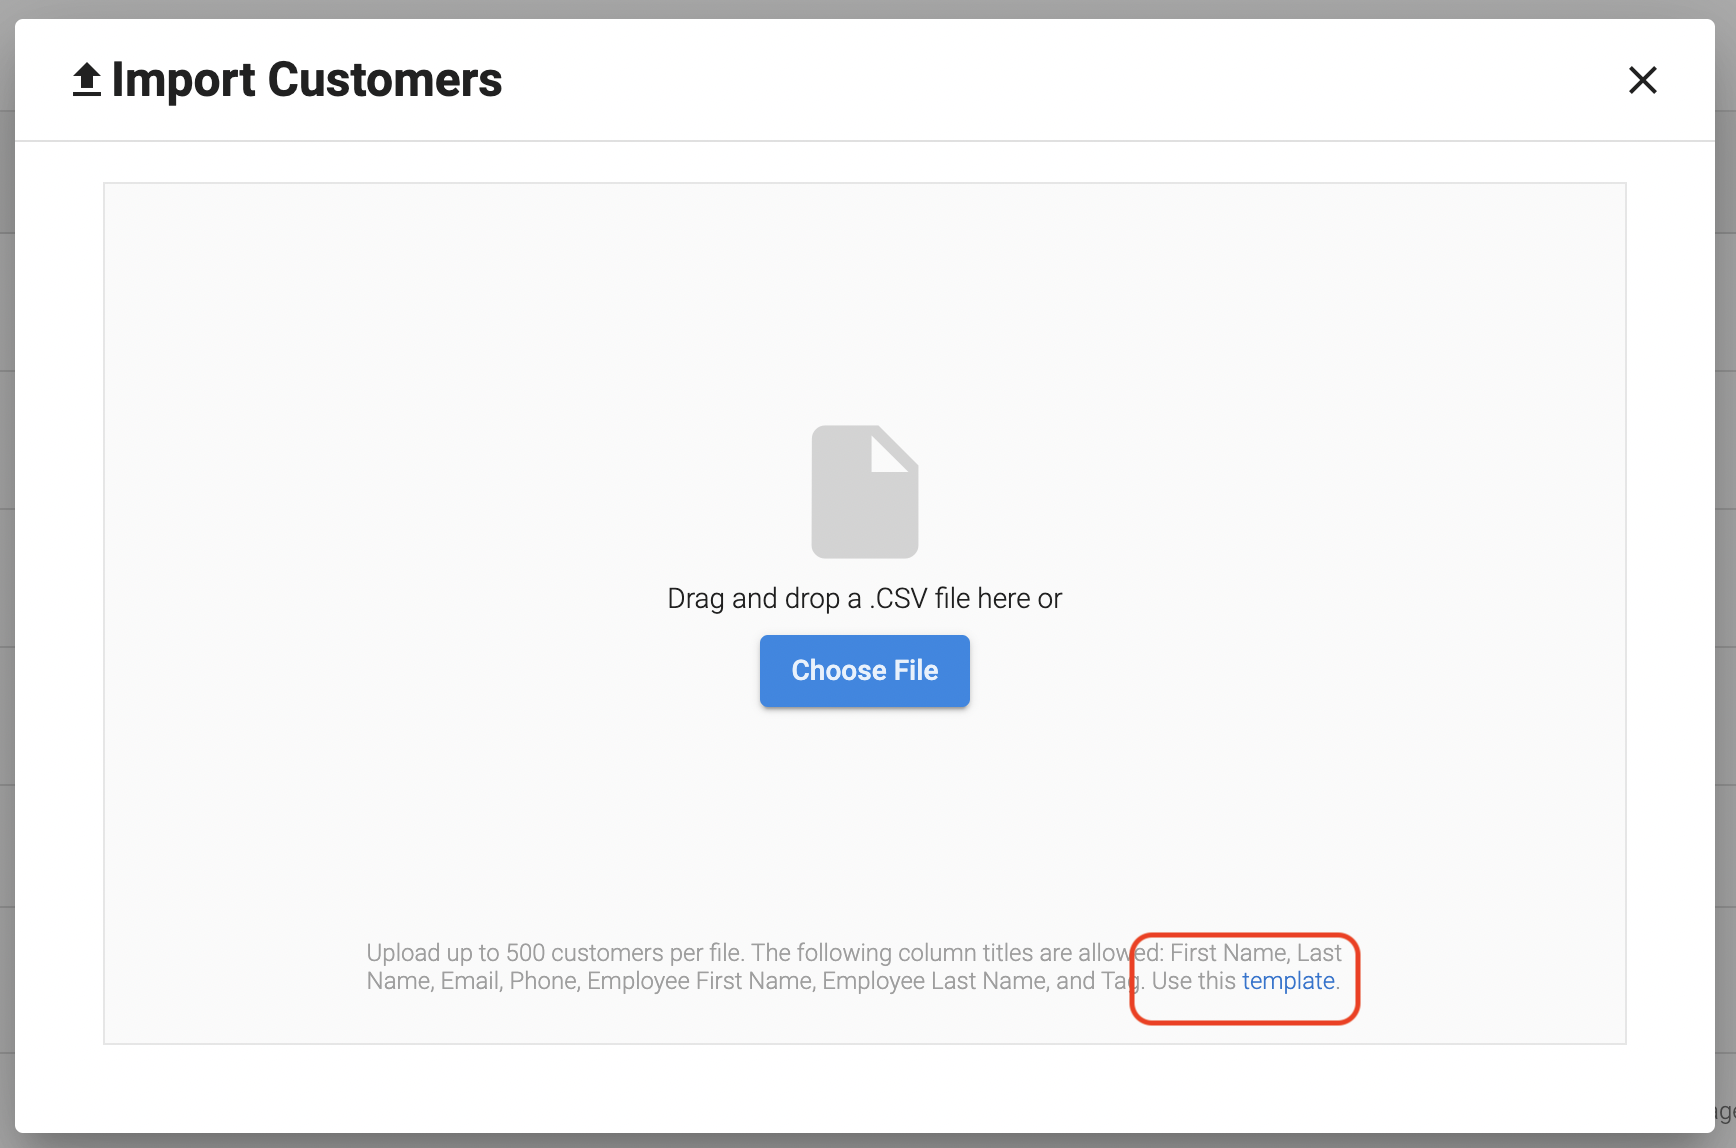 Import Customers
Drag and drop a .CSV file here or
Choose File
Upload up to 500 customers per file. The following column titles are allowed: First Name, Last
Name, Email, Phone, Employee First Name, Employee Last Name, and Tag. Use this template.